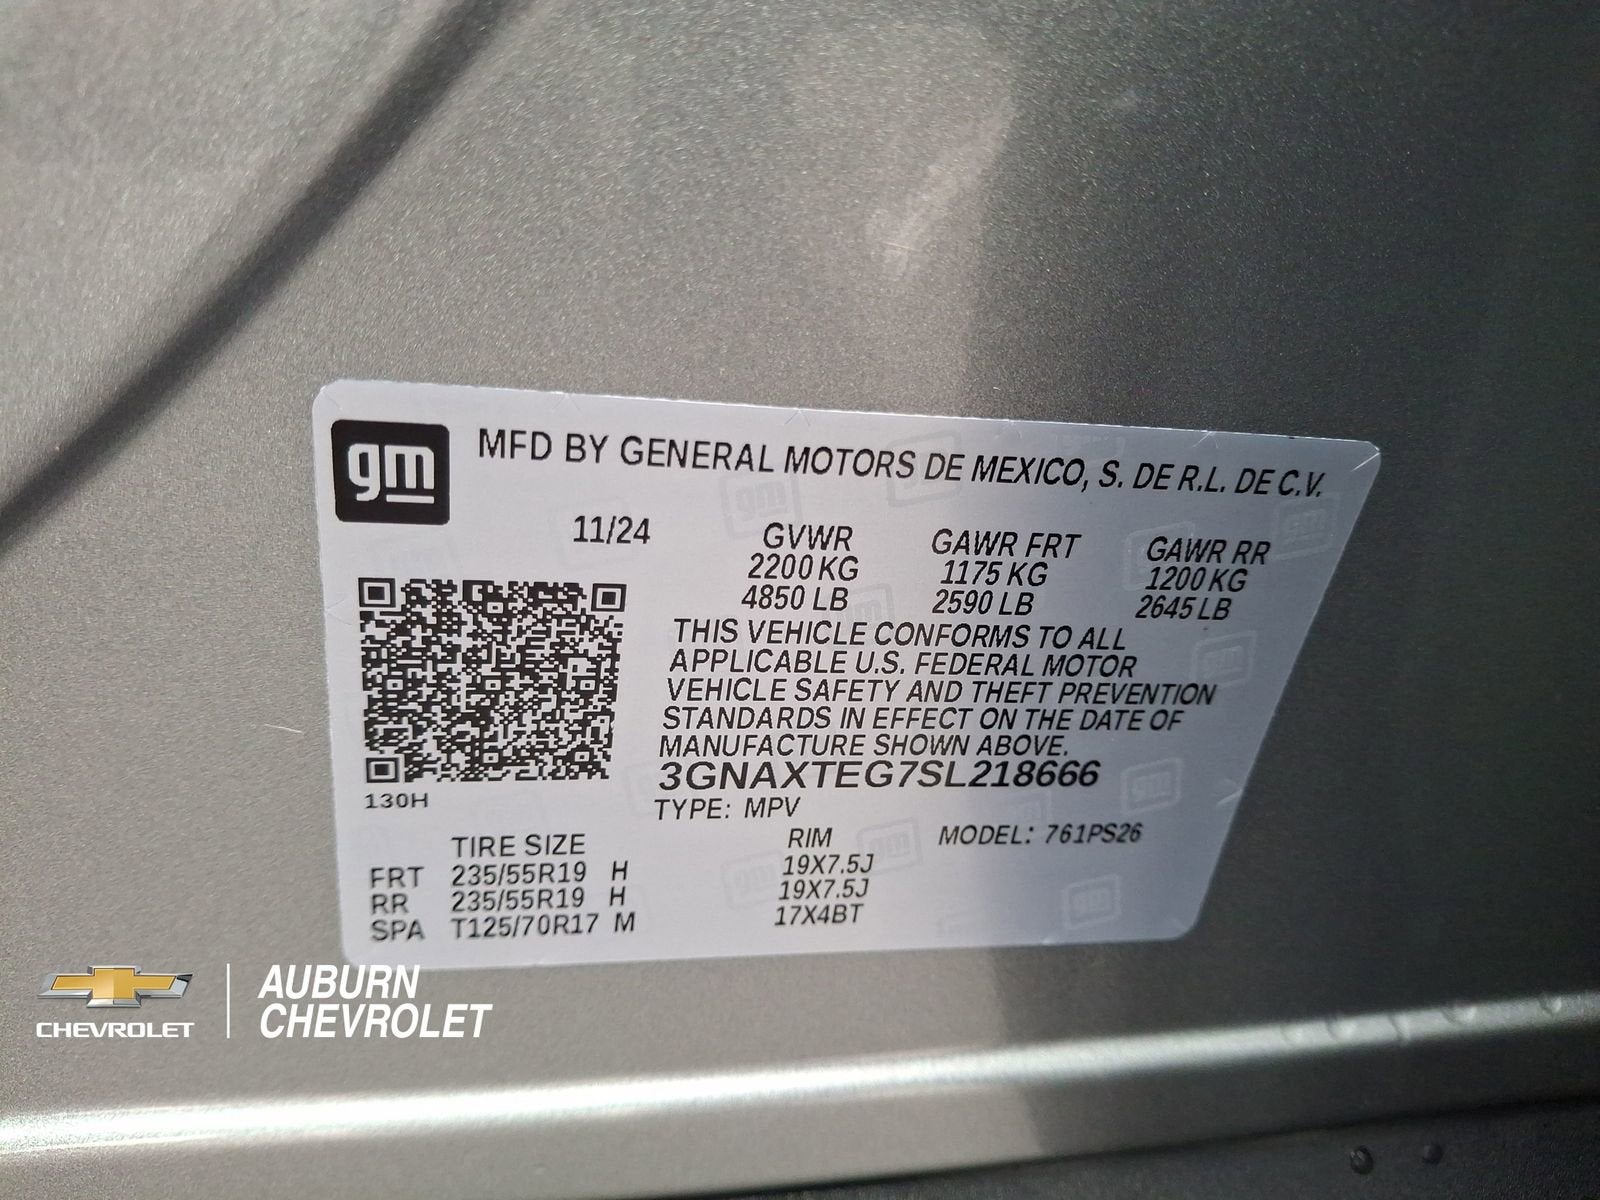 gm
MFD BY GENERAL MOTORS DE MEXICO, S. DE R.L. DE C.V.
11/24
GVWR GAWR FRT GAWR RR
2200 KG 1175 KG 1200 KG
4850 LB 2590 LB 2645 LB
THIS VEHICLE CONFORMS TO ALL
APPLICABLE U.S. FEDERAL MOTOR
VEHICLE SAFETY AND THEFT PREVENTION
STANDARDS IN EFFECT ON THE DATE OF
MANUFACTURE SHOWN ABOVE.
3GNAXTEG7SL218666
130H
TYPE: MPV
TIRE SIZE RIM MODEL: 761PS26
FRT 235/55R19 H 19X7.5J
RR 235/55R19 H 19X7.5J
SPA T125/70R17 M 17X4BT
CHEVROLET
AUBURN
CHEVROLET